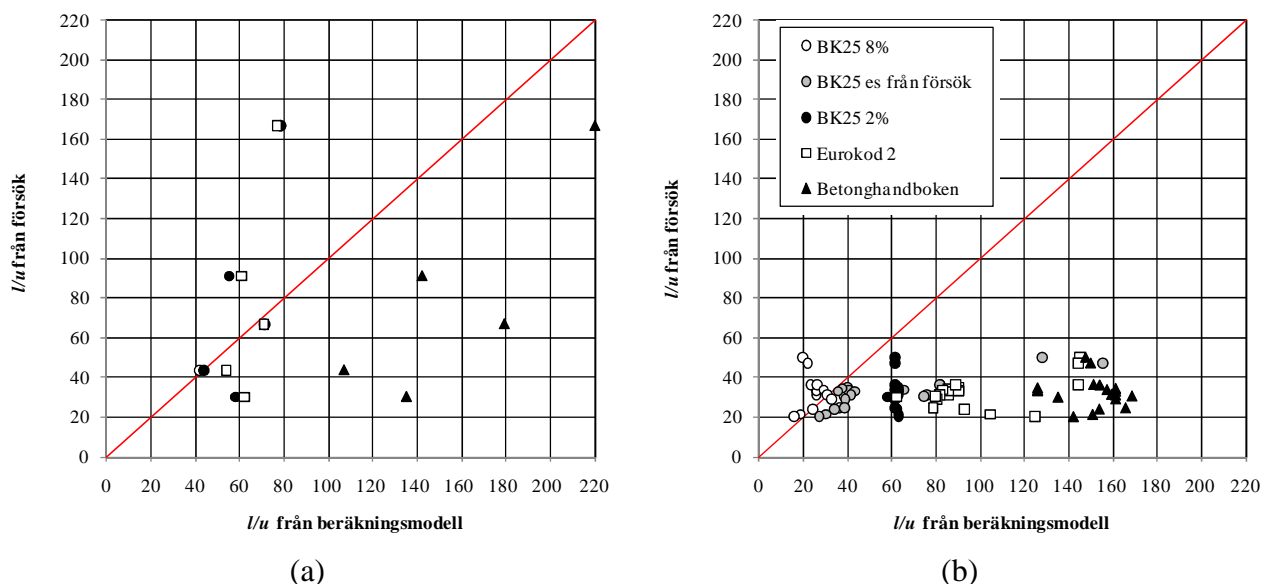 220
200
180
160
140
120
100
80
60
40
20
0
l/u från försök
0 20 40 60 80 100 120 140 160 180 200 220
l/u från beräkningsmodell
(a)
220
200
180
160
140
120
100
80
60
40
20
0
l/u från försök
BK25 8%
BK25 es från försök
BK25 2%
Eurokod 2
Betonghandboken
0 20 40 60 80 100 120 140 160 180 200 220
l/u från beräkningsmodell
(b)